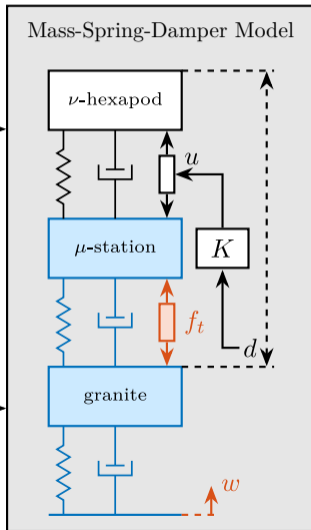 Mass-Spring-Damper Model
ν-hexapod
u
μ-station
K
f_t
d
granite
w